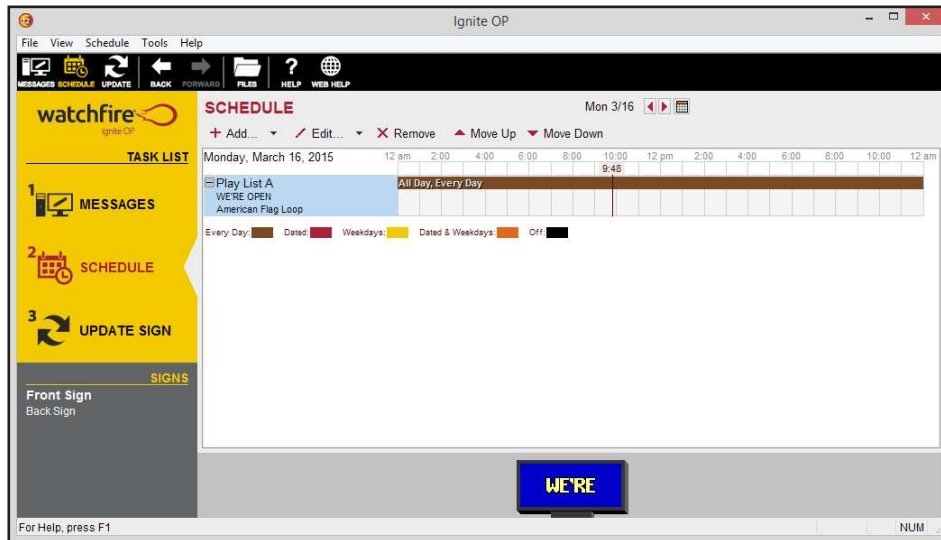 Ignite OP
File View Schedule Tools Help
MESSAGES SCHEDULE UPDATE BACK FORWARD FILES HELP WEB HELP
watchfire
ignite OP
TASK LIST
1 MESSAGES
2 SCHEDULE
3 UPDATE SIGN
SIGNS
Front Sign
Back Sign
SCHEDULE Mon 3/16
Add... Edit... Remove Move Up Move Down
Monday, March 16, 2015 12 am 2:00 4:00 6:00 8:00 10:00 12 pm 2:00 4:00 6:00 8:00 10:00 12 am
9:48
Play List A All Day, Every Day
WE'RE OPEN
American Flag Loop
Every Day: Dated: Weekdays: Dated & Weekdays: Off:
WE'RE
For Help, press F1 NUM